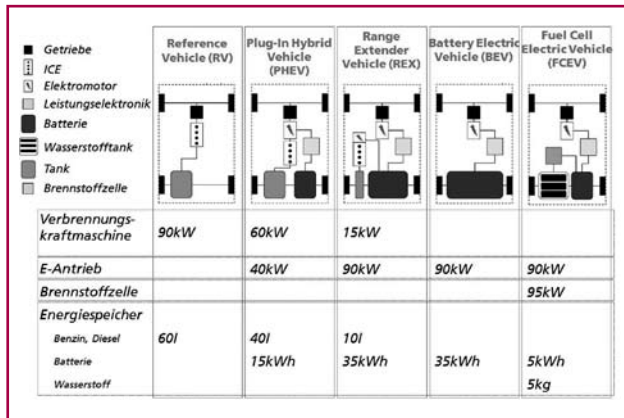 Getriebe
ICE
Elektromotor
Leistungselektronik
Batterie
Wasserstofftank
Tank
Brennstoffzelle
Reference
Vehicle (RV)
Plug-In Hybrid
Vehicle
(PHEV)
Range
Extender
Vehicle (REX)
Battery Electric
Vehicle (BEV)
Fuel Cell
Electric Vehicle
(FCEV)
Verbrennungs-
kraftmaschine 90kW 60kW 15kW
E-Antrieb 40kW 90kW 90kW 90kW
Brennstoffzelle 95kW
Energiespeicher
Benzin, Diesel 60l 40l 10l
Batterie 15kWh 35kWh 35kWh 5kWh
Wasserstoff 5kg